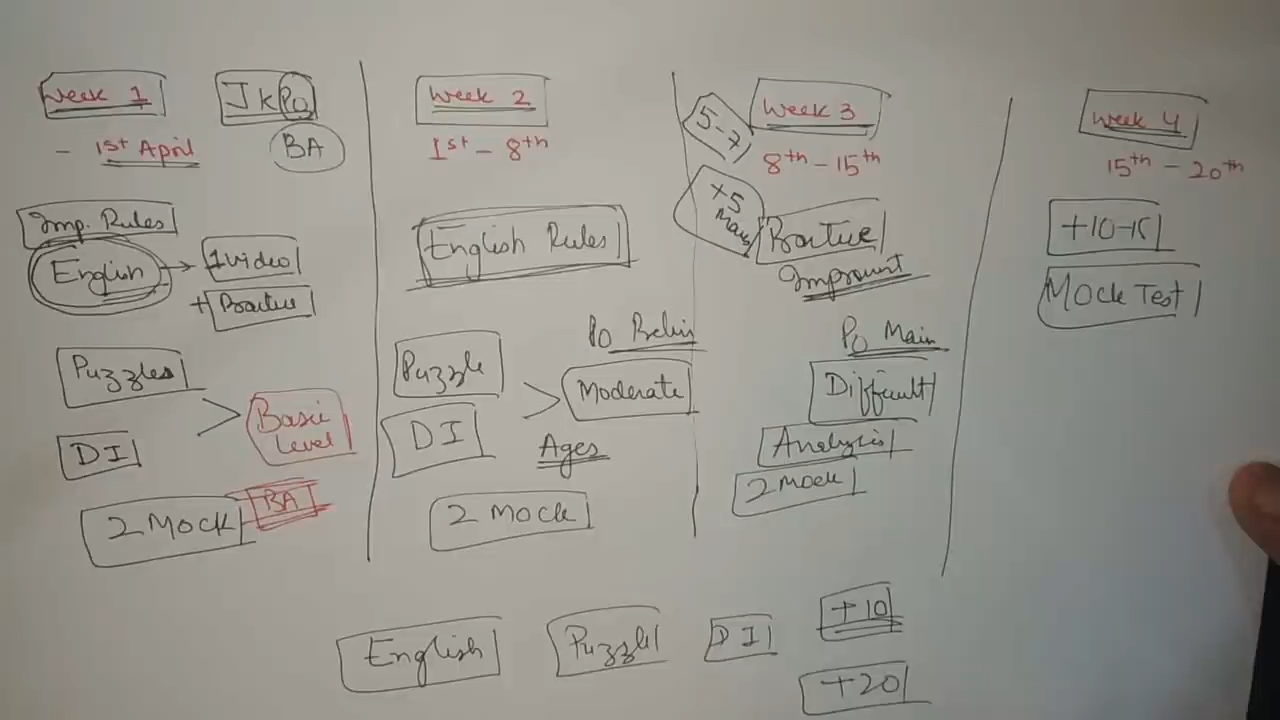 Week 1
JK PO
- 1st April
BA
Imp. Rules
English → 1 Video
+ Practice
Puzzles
DI
Basic
Level
2 Mock
BA
Week 2
1st - 8th
English Rules
Puzzle
DI
PO Prelim
Moderate
Ages
2 Mock
Week 3
5-7
8th - 15th
+5
Marks
Practice
Improvmt
PO Main
Difficult
Analysis
2 Mock
Week 4
15th - 20th
+10-15
Mock Test
English
Puzzle
DI
+10
+20